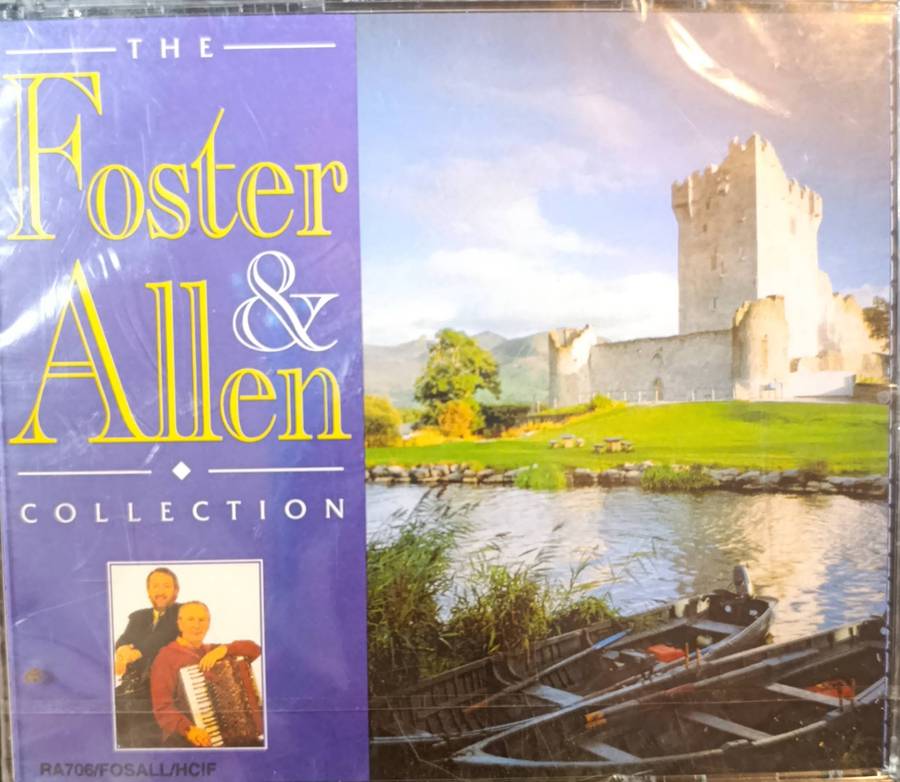 THE
Foster
&
Allen
COLLECTION
RA706/FOSALL/HCIF